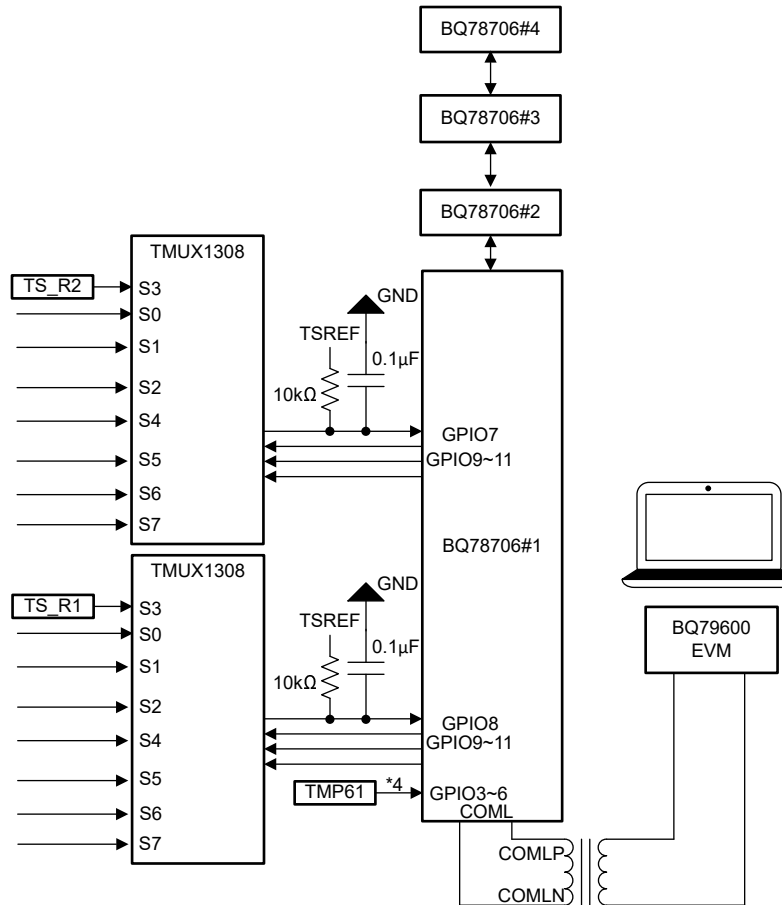 BQ78706#4
BQ78706#3
BQ78706#2
TMUX1308
TS_R2
S3
S0
S1
S2
S4
S5
S6
S7
GND
TSREF
0.1µF
10kΩ
GPIO7
GPIO9~11
BQ78706#1
TMUX1308
TS_R1
S3
S0
S1
S2
S4
S5
S6
S7
GND
TSREF
0.1µF
10kΩ
GPIO8
GPIO9~11
TMP61
*4
GPIO3~6
COML
BQ79600
EVM
COMLP
COMLN